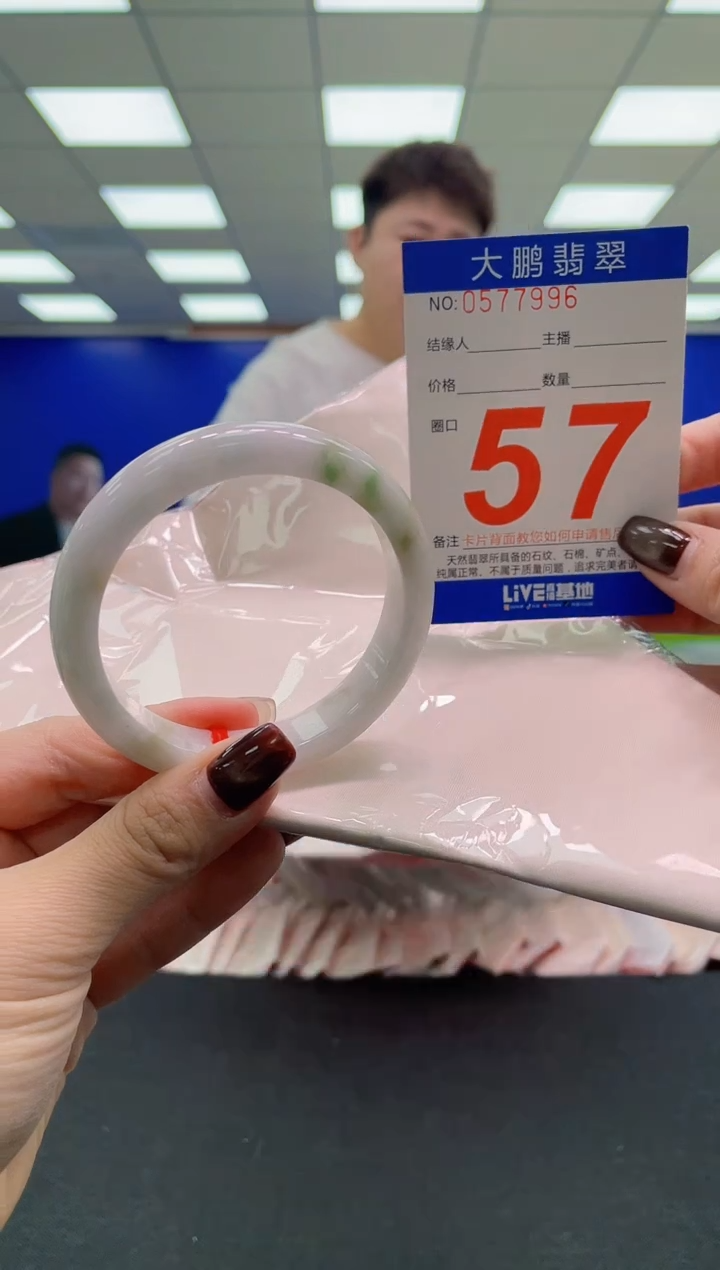 大鹏翡翠
NO:0577996
结缘人 主播
价格 数量
圈口
57
备注 卡片背面教您如何申请售
天然翡翠所具备的石纹、石棉、矿点、
纯属正常、不属于质量问题，追求完美者请
LiVE 基地